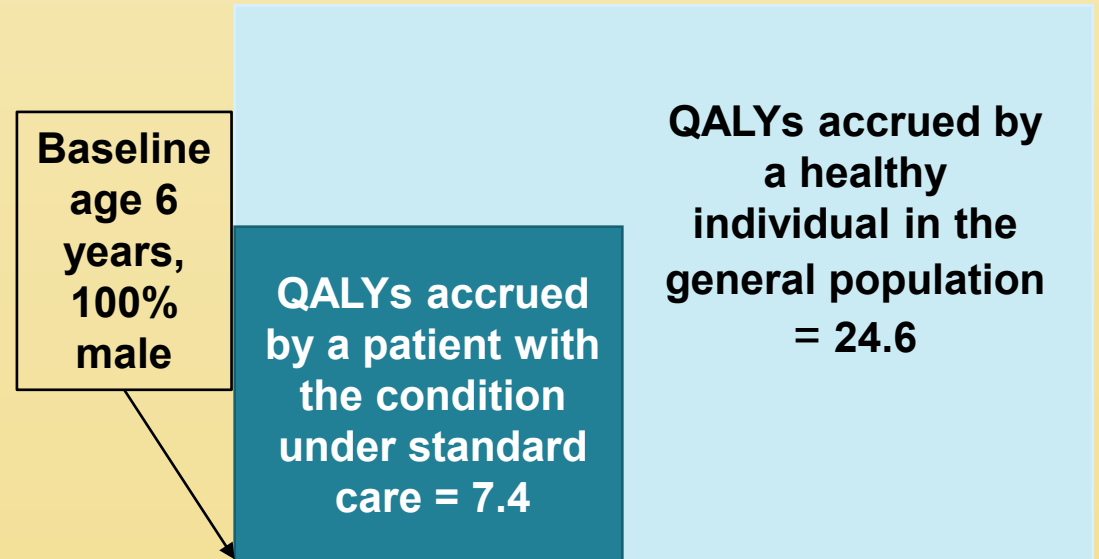 Baseline
age 6
years,
100%
male
QALYs accrued
by a patient with
the condition
under standard
care = 7.4
QALYs accrued by
a healthy
individual in the
general population
= 24.6